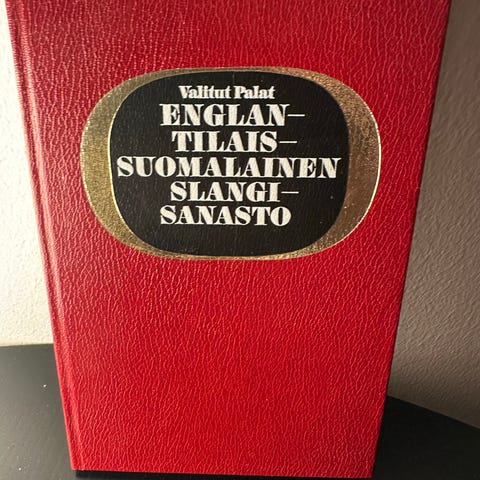 Valitut Palat
ENGLAN–
TILAIS–
SUOMALAINEN
SLANGI–
SANASTO